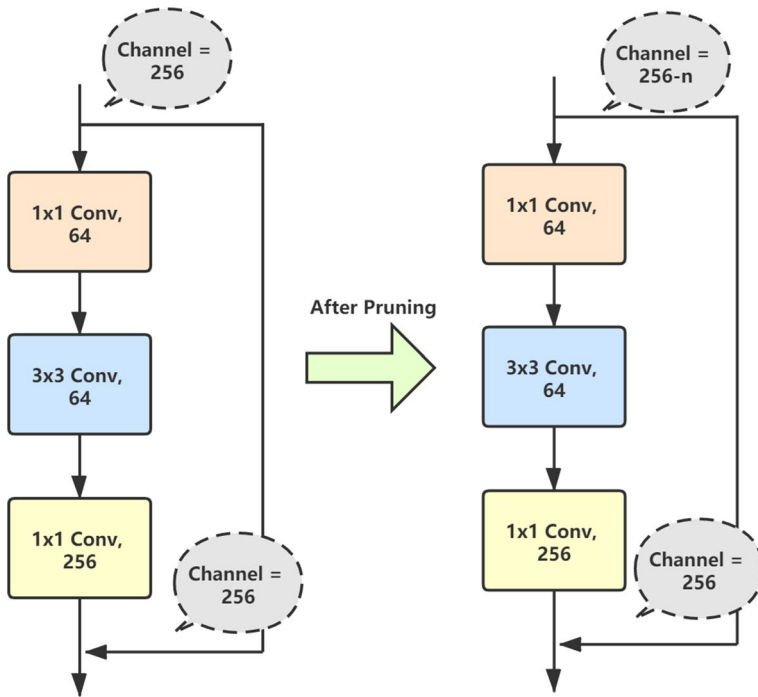 Channel =
256
1x1 Conv,
64
3x3 Conv,
64
1x1 Conv,
256
Channel =
256
After Pruning
Channel =
256-n
1x1 Conv,
64
3x3 Conv,
64
1x1 Conv,
256
Channel =
256